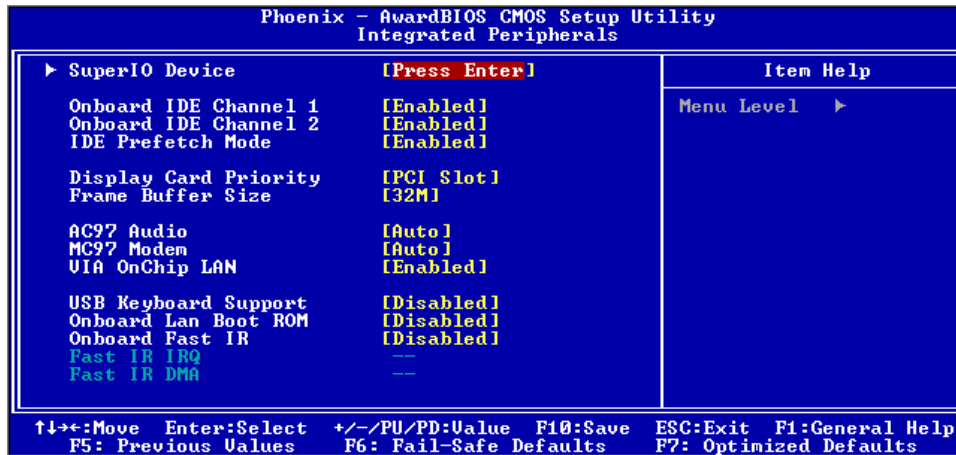 Phoenix - AwardBIOS CMOS Setup Utility
Integrated Peripherals
▶ SuperIO Device [Press Enter]
Item Help
Onboard IDE Channel 1 [Enabled]
Menu Level ▶
Onboard IDE Channel 2 [Enabled]
IDE Prefetch Mode [Enabled]
Display Card Priority [PCI Slot]
Frame Buffer Size [32M]
AC97 Audio [Auto]
MC97 Modem [Auto]
VIA OnChip LAN [Enabled]
USB Keyboard Support [Disabled]
Onboard Lan Boot ROM [Disabled]
Onboard Fast IR [Disabled]
Fast IR IRQ --
Fast IR DMA --
↑↓→←:Move Enter:Select +/-/PU/PD:Value F10:Save ESC:Exit F1:General Help
F5: Previous Values F6: Fail-Safe Defaults F7: Optimized Defaults